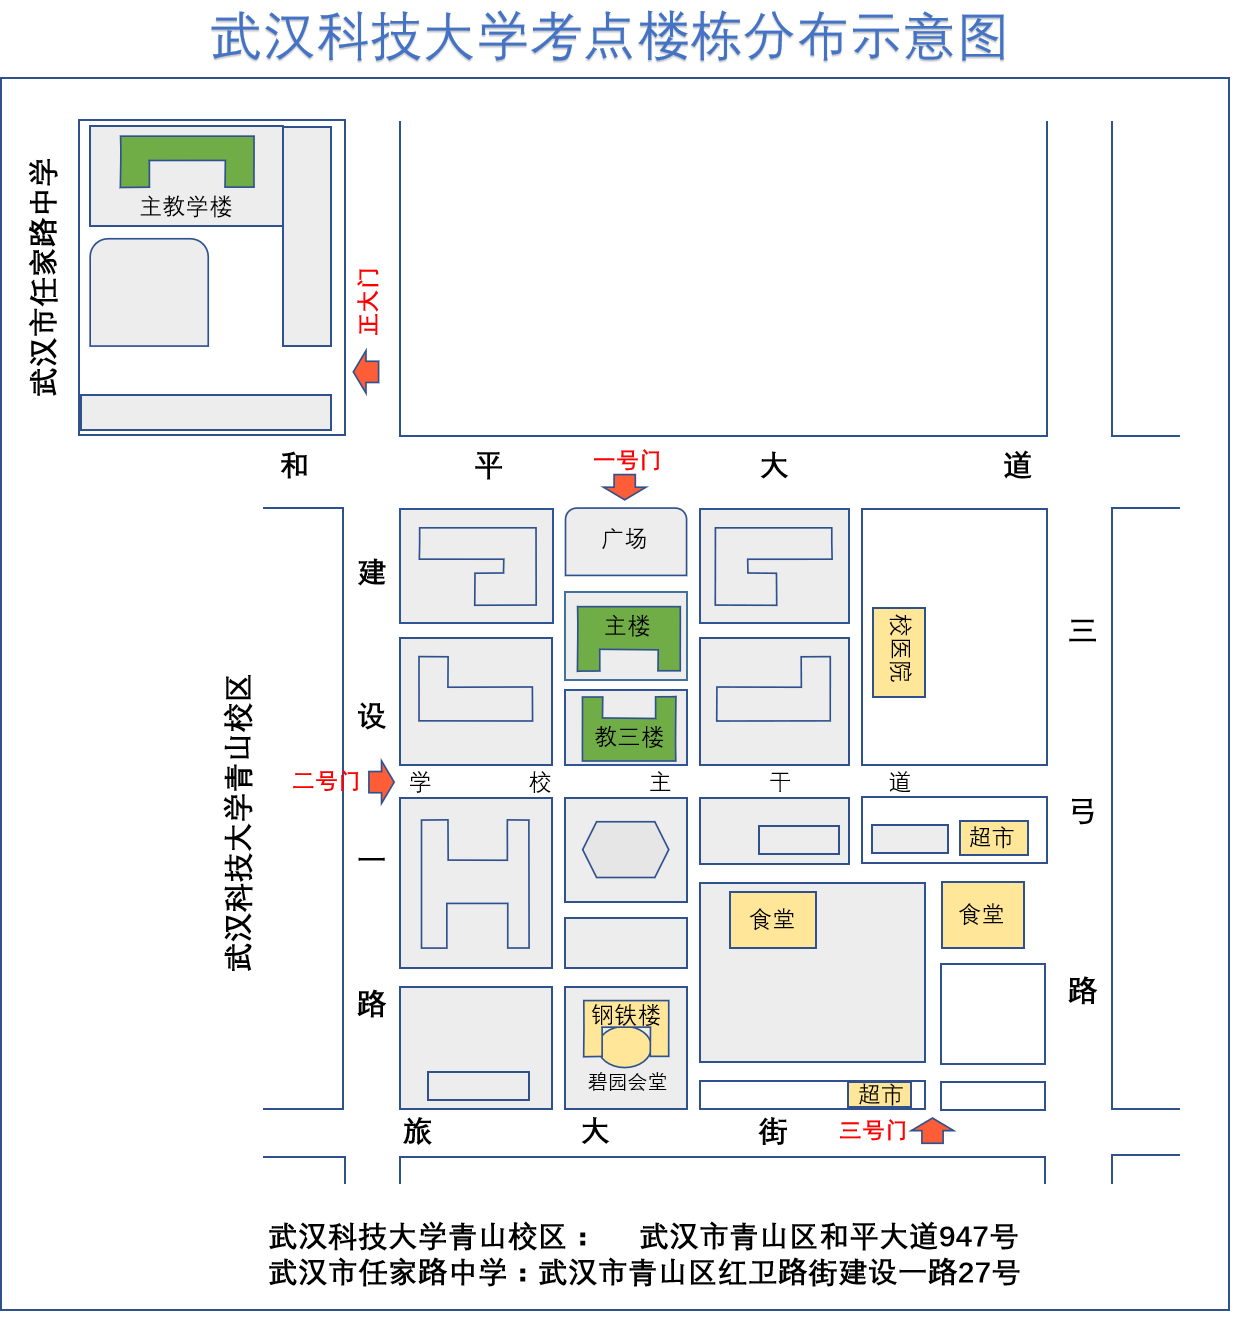 武汉科技大学考点楼栋分布示意图
武汉市任家路中学
主教学楼
正大门
和平大道
一号门
广场
主楼
教三楼
校医院
建设一路
三弓路
二号门
学校主干道
武汉科技大学青山校区
超市
食堂
食堂
钢铁楼
碧园会堂
超市
旅大街
三号门
武汉科技大学青山校区： 武汉市青山区和平大道947号
武汉市任家路中学：武汉市青山区红卫路街建设一路27号